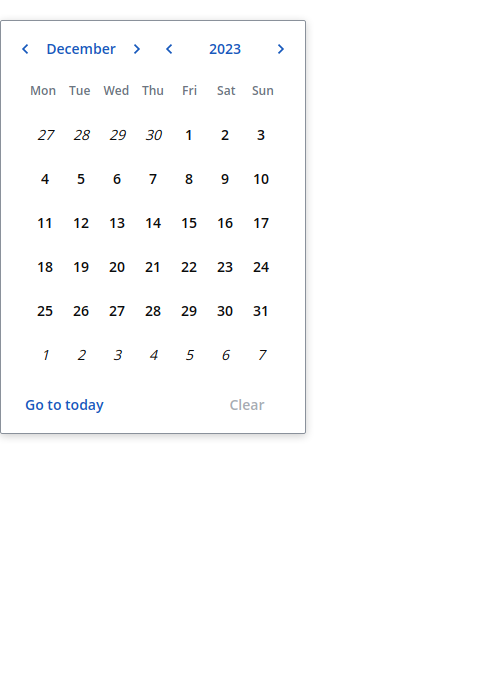 December 2023
Mon Tue Wed Thu Fri Sat Sun
27 28 29 30 1 2 3
4 5 6 7 8 9 10
11 12 13 14 15 16 17
18 19 20 21 22 23 24
25 26 27 28 29 30 31
1 2 3 4 5 6 7
Go to today Clear